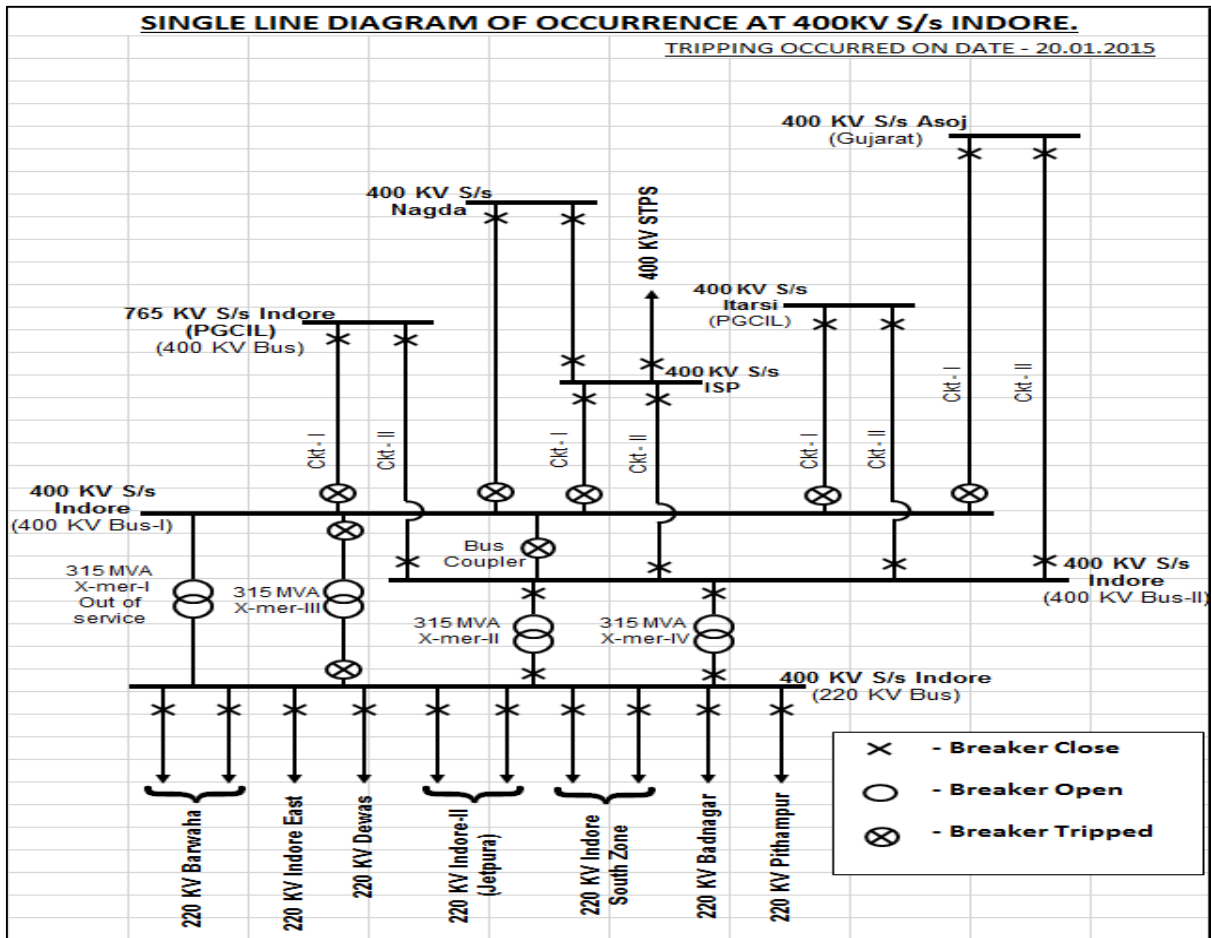 SINGLE LINE DIAGRAM OF OCCURRENCE AT 400KV S/s INDORE.
TRIPPING OCCURRED ON DATE - 20.01.2015
400 KV S/s Asoj
(Gujarat)
400 KV S/s
Nagda
400 KV STPS
400 KV S/s
Itarsi
(PGCIL)
765 KV S/s Indore
(PGCIL)
(400 KV Bus)
400 KV S/s
ISP
Ckt- I
Ckt- II
Ckt- I
Ckt- II
Ckt- I
Ckt- II
Ckt- I
Ckt- II
400 KV S/s
Indore
(400 KV Bus-I)
Bus
Coupler
400 KV S/s
Indore
(400 KV Bus-II)
315 MVA
X-mer-I
Out of
service
315 MVA
X-mer-III
315 MVA
X-mer-II
315 MVA
X-mer-IV
400 KV S/s Indore
(220 KV Bus)
220 KV Barwaha
220 KV Indore East
220 KV Dewas
220 KV Indore-II
(Jetpura)
220 KV Indore
South Zone
220 KV Badnagar
220 KV Pithampur
- Breaker Close
- Breaker Open
- Breaker Tripped